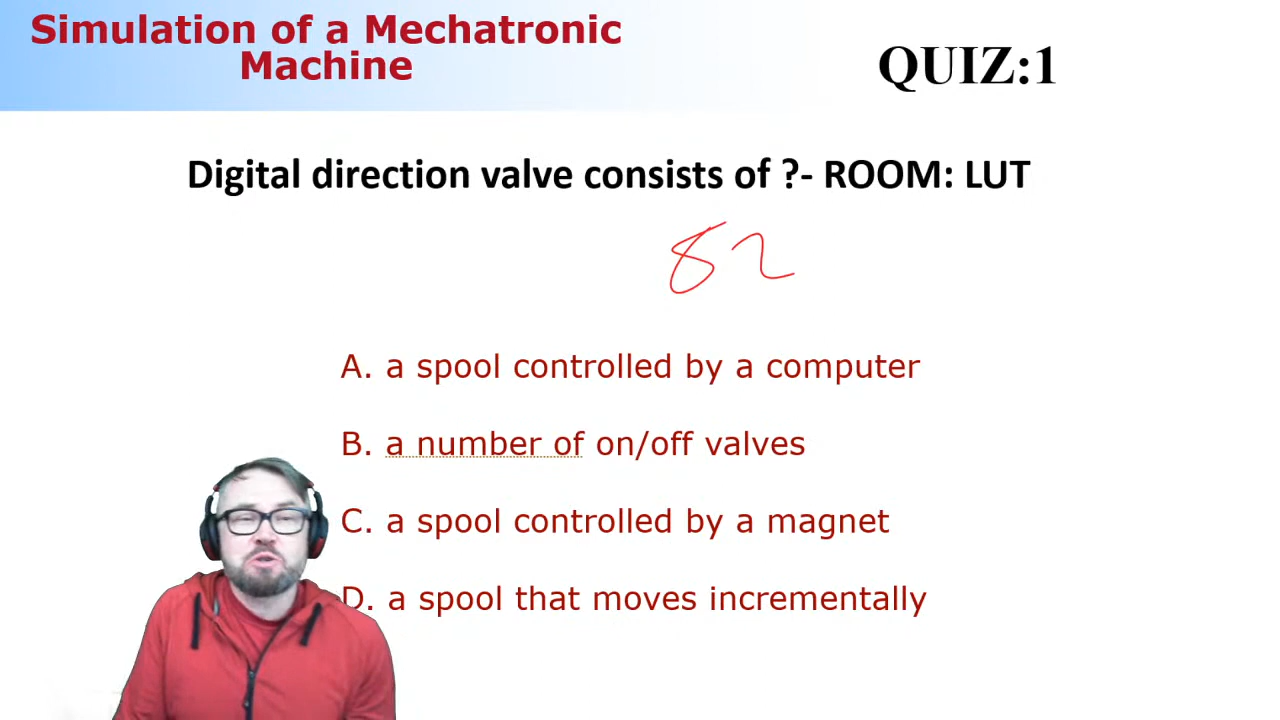 Simulation of a Mechatronic
Machine
QUIZ:1
Digital direction valve consists of ?- ROOM: LUT
82
A. a spool controlled by a computer
B. a number of on/off valves
C. a spool controlled by a magnet
D. a spool that moves incrementally